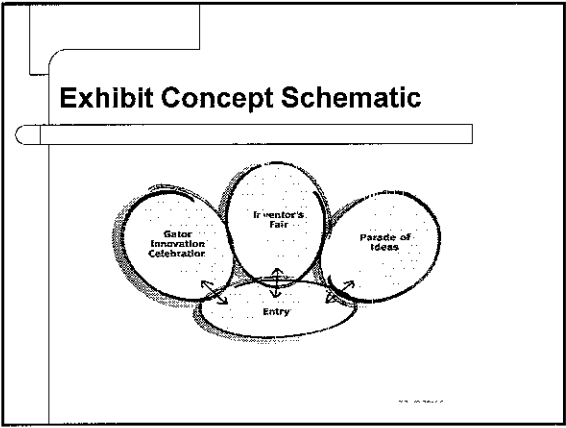 Exhibit Concept Schematic
Inventor's
Fair
Gator
Innovation
Celebration
Parade of
Ideas
Entry